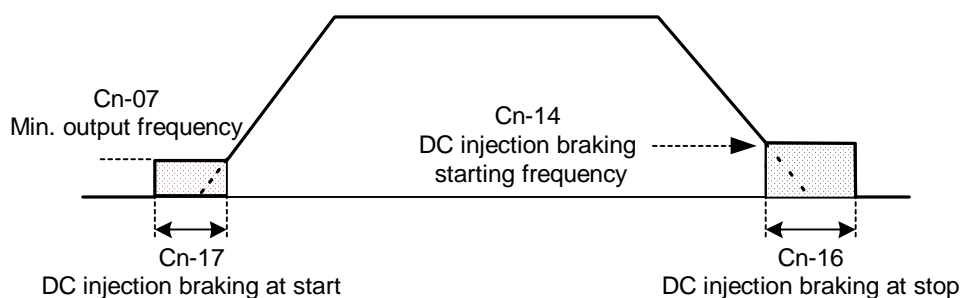 Cn-07
Min. output frequency
Cn-14
DC injection braking
starting frequency
Cn-17
DC injection braking at start
Cn-16
DC injection braking at stop